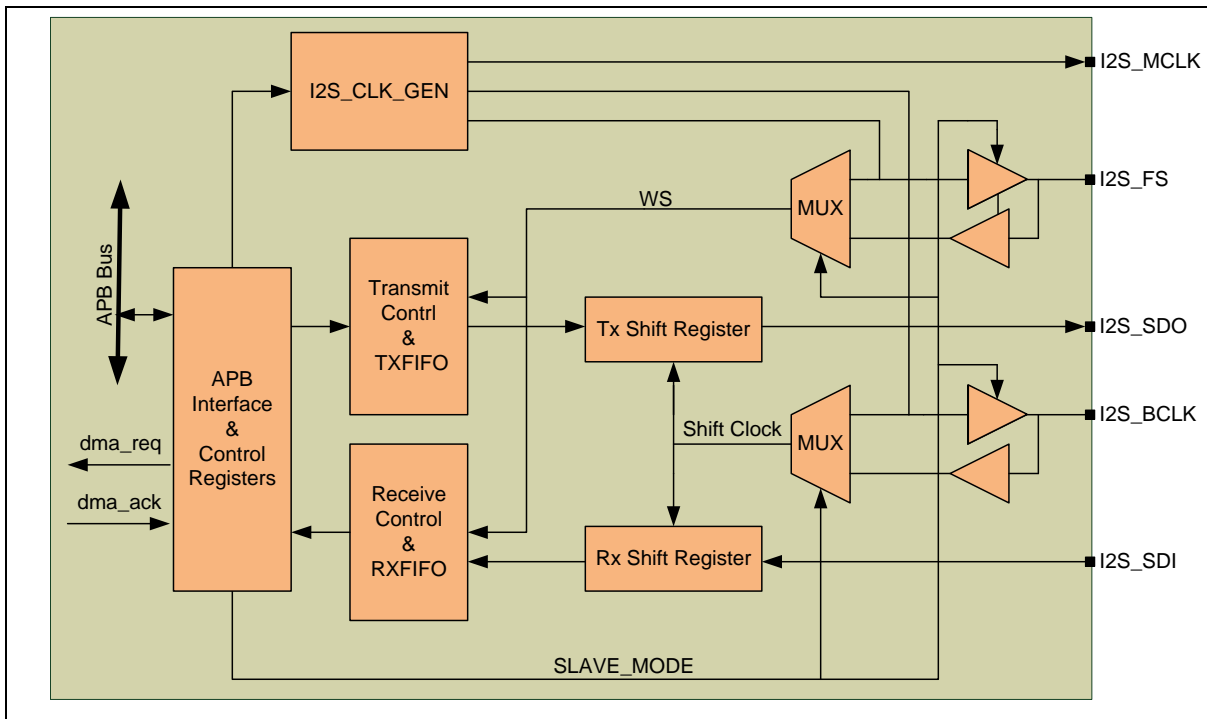 I2S_CLK_GEN
I2S_MCLK
I2S_FS
MUX
WS
APB Bus
Transmit
Contrl
&
TXFIFO
Tx Shift Register
I2S_SDO
APB
Interface
&
Control
Registers
MUX
Shift Clock
I2S_BCLK
dma_req
dma_ack
Receive
Control
&
RXFIFO
Rx Shift Register
I2S_SDI
SLAVE_MODE